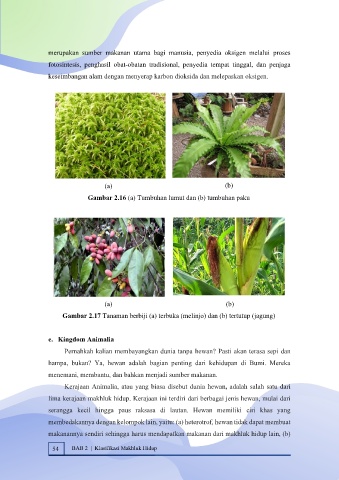 merupakan sumber makanan utama bagi manusia, penyedia oksigen melalui proses
fotosintesis, penghasil obat-obatan tradisional, penyedia tempat tinggal, dan penjaga
keseimbangan alam dengan menyerap karbon dioksida dan melepaskan oksigen.
(a) (b)
Gambar 2.16 (a) Tumbuhan lumut dan (b) tumbuhan paku
(a) (b)
Gambar 2.17 Tanaman berbiji (a) terbuka (melinjo) dan (b) tertutup (jagung)
e. Kingdom Animalia
Pernahkah kalian membayangkan dunia tanpa hewan? Pasti akan terasa sepi dan
hampa, bukan? Ya, hewan adalah bagian penting dari kehidupan di Bumi. Mereka
menemani, membantu, dan bahkan menjadi sumber makanan.
Kerajaan Animalia, atau yang biasa disebut dunia hewan, adalah salah satu dari
lima kerajaan makhluk hidup. Kerajaan ini terdiri dari berbagai jenis hewan, mulai dari
serangga kecil hingga paus raksasa di lautan. Hewan memiliki ciri khas yang
membedakannya dengan kelompok lain, yaitu: (a) heterotrof, hewan tidak dapat membuat
makanannya sendiri sehingga harus mendapatkan makanan dari makhluk hidup lain, (b)
54 BAB 2 | Klasifikasi Makhluk Hidup